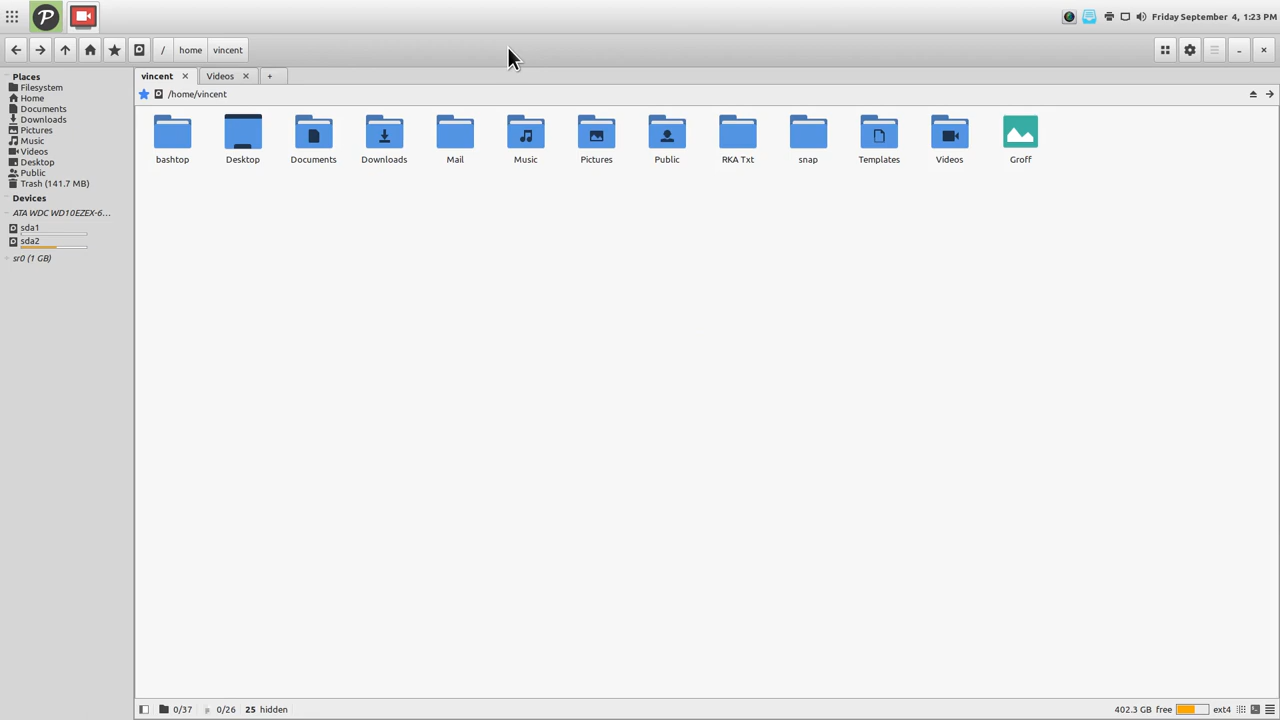 Friday September 4, 1:23 PM
/ home vincent
Places
Filesystem
Home
Documents
Downloads
Pictures
Music
Videos
Desktop
Public
Trash (141.7 MB)
Devices
ATA WDC WD10EZEX-6...
sda1
sda2
sr0 (1 GB)
vincent Videos +
/home/vincent
bashtop Desktop Documents Downloads Mail Music Pictures Public RKA Txt snap Templates Videos Groff
0/37 0/26 25 hidden
402.3 GB free ext4